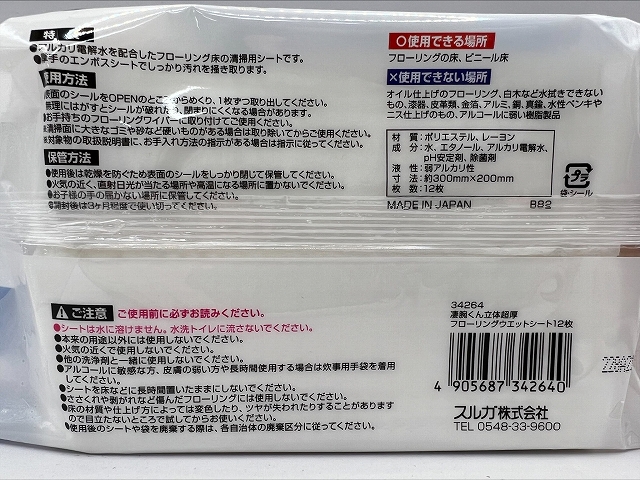 特
●アルカリ電解水を配合したフローリング床の清掃用シートです。
●厚手のエンボスシートでしっかり汚れを掻き取ります。
使用方法
表面のシールをOPENのところからめくり、1枚ずつ取り出してください。
無理にはがすとシールが破れたり、閉まりにくくなる場合があります。
お手持ちのフローリングワイパーに取り付けてご使用ください。
●清掃面に大きなゴミや砂など硬いものがある場合は取り除いてからご使用ください。
●対象物の取扱説明書に、お手入れ方法の指示がある場合は指示に従ってください。
保管方法
●使用後は乾燥を防ぐため表面のシールをしっかり閉じて保管してください。
●火気の近く、直射日光が当たる場所や高温になる場所に置かないでください。
●お子様の手の届かない場所に保管してください。
●開封後は3ヶ月程度で使い切ってください。
○使用できる場所
フローリングの床、ビニール床
×使用できない場所
オイル仕上げのフローリング、白木など水拭きできない
もの、漆器、皮革類、金箔、アルミ、銅、真鍮、水性ペンキや
ニス仕上げのもの、アルコールに弱い樹脂製品
材質：ポリエステル、レーヨン
成分：水、エタノール、アルカリ電解水、
pH安定剤、除菌剤
液性：弱アルカリ性
寸法：約300mm×200mm
枚数：12枚
MADE IN JAPAN B82
プラ
袋・シール
ご注意 ご使用前に必ずお読みください。
●シートは水に溶けません。水洗トイレに流さないでください。
●本来の用途以外には使用しないでください。
●火気の近くで使用しないでください。
●他の洗浄剤と一緒に使用しないでください。
●アルコールに敏感な方、皮膚の弱い方や長時間使用する場合は炊事用手袋を着用
してください。
●シートを床などに長時間置いたままにしないでください。
●ささくれや剥がれなど傷んだフローリングには使用しないでください。
●床の材質や仕上げ方によっては変色したり、ツヤが失われたりすることがあります
ので目立たないところで試してからお使いください。
●使用後のシートや袋を廃棄する際は、各自治体の廃棄区分に従ってください。
34264
凄腕くん立体超厚
フローリングウエットシート12枚
4 905687 342640
スルガ株式会社
TEL 0548-33-9600